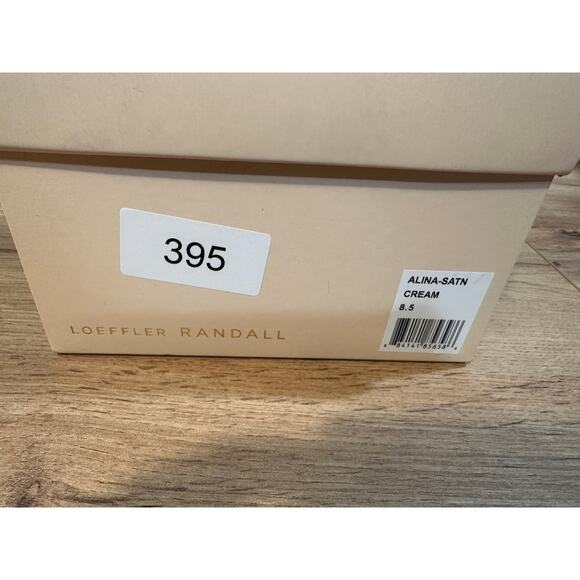 395
ALINA-SATN
CREAM
8.5
LOEFFLER RANDALL